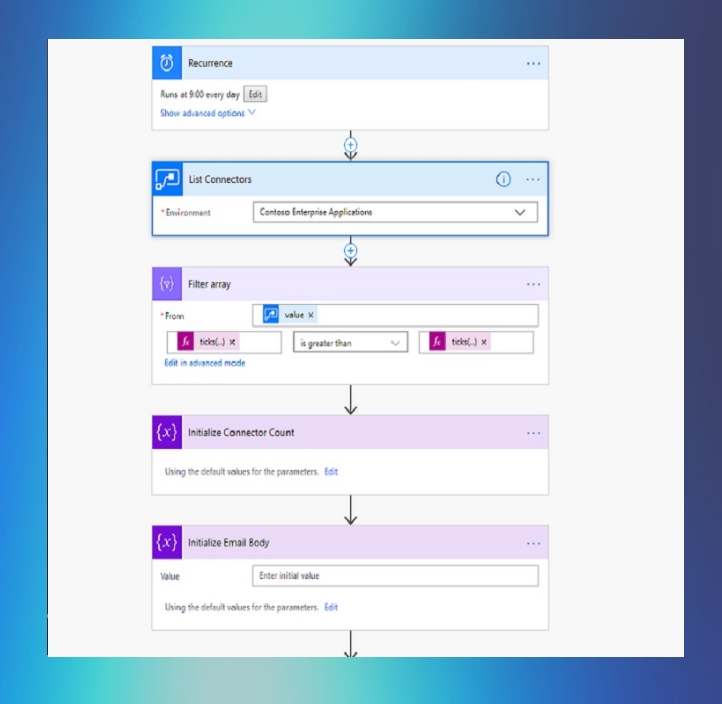 Recurrence
Runs at 9:00 every day Edit
Show advanced options
List Connectors
* Environment Contoso Enterprise Applications
Filter array
* From value x
fx ticks(...) x is greater than fx ticks(...) x
Edit in advanced mode
{x} Initialize Connector Count
Using the default values for the parameters. Edit
{x} Initialize Email Body
Value Enter initial value
Using the default values for the parameters. Edit